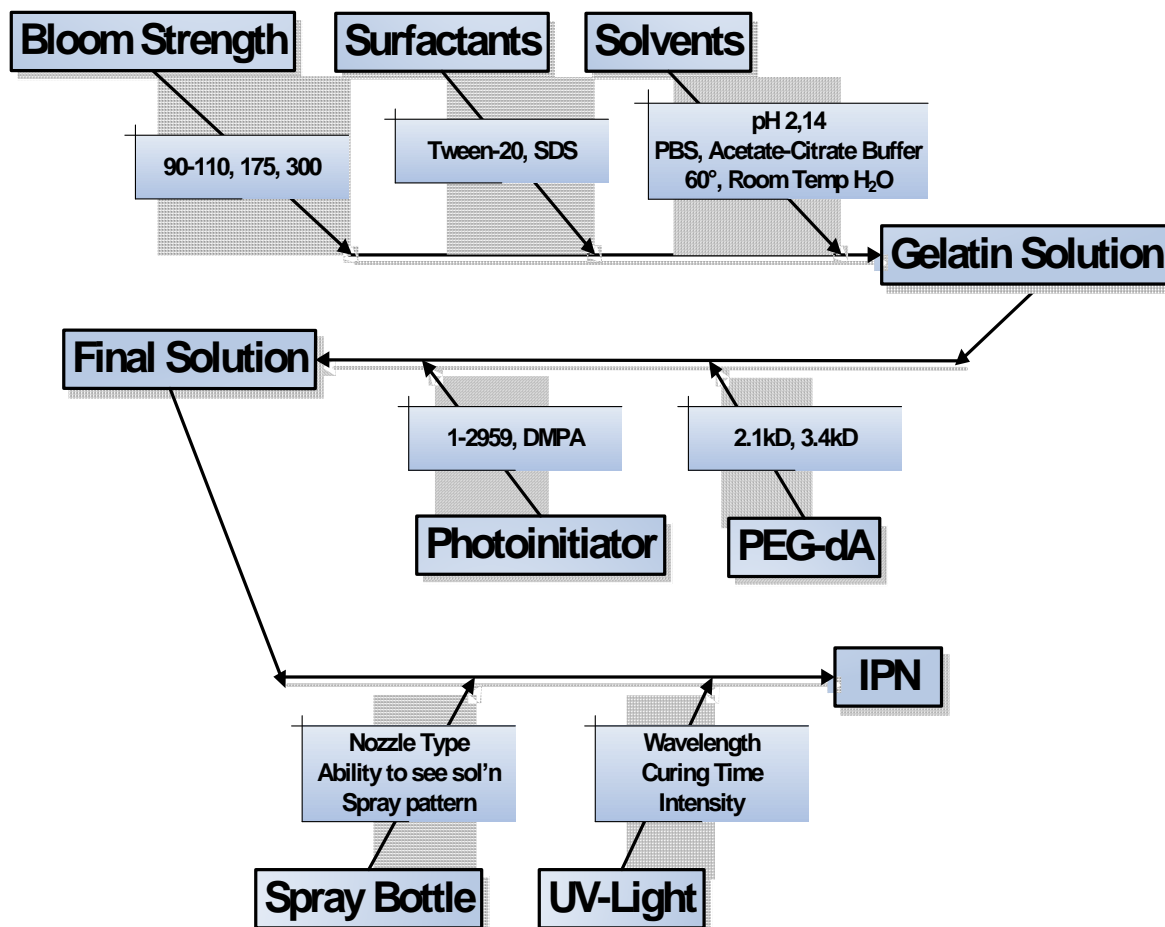 Bloom Strength
Surfactants
Solvents
90-110, 175, 300
Tween-20, SDS
pH 2,14
PBS, Acetate-Citrate Buffer
60°, Room Temp H₂O
Gelatin Solution
Final Solution
1-2959, DMPA
2.1kD, 3.4kD
Photoinitiator
PEG-dA
IPN
Nozzle Type
Ability to see sol'n
Spray pattern
Wavelength
Curing Time
Intensity
Spray Bottle
UV-Light